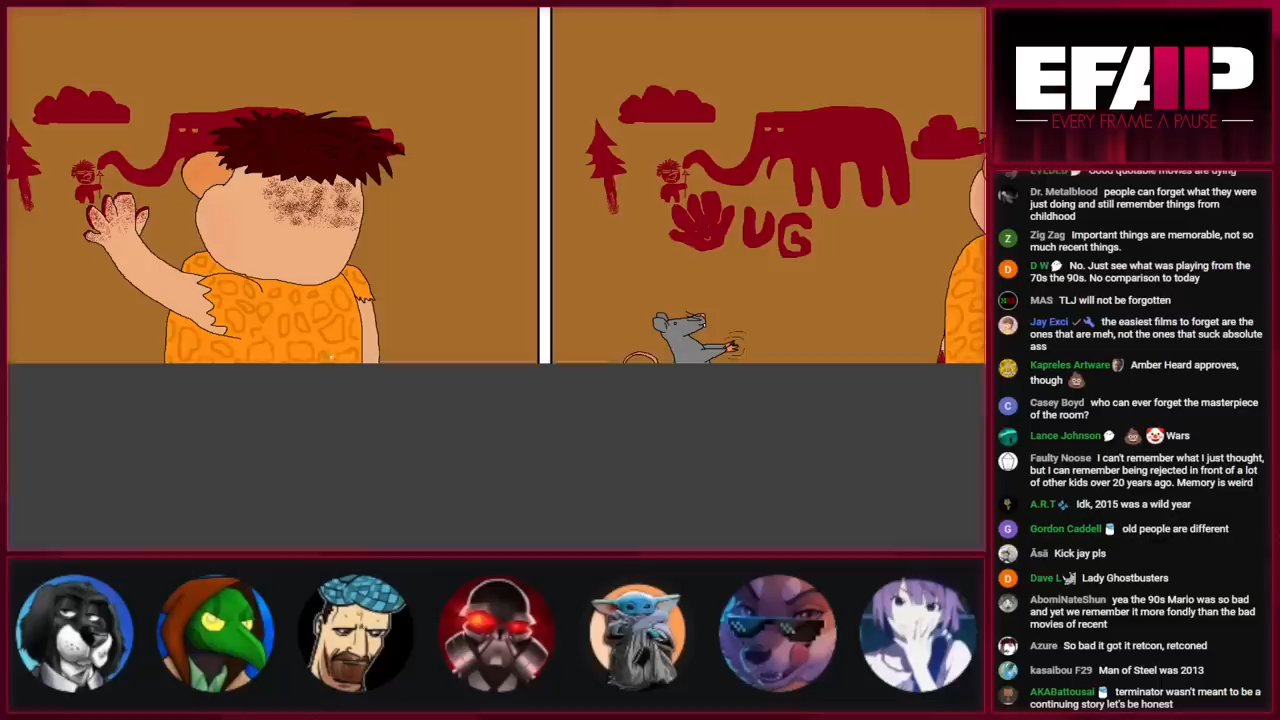 UG
EFAP
EVERY FRAME A PAUSE
Good quotable movies are dying
Dr. Metalblood people can forget what they were
just doing and still remember things from
childhood
Z
Zig Zag Important things are memorable, not so
much recent things.
D
D W No. Just see what was playing from the
70s the 90s. No comparison to today
MAS TLJ will not be forgotten
Jay Exci the easiest films to forget are the
ones that are meh, not the ones that suck absolute
ass
Kapreles Artware Amber Heard approves,
though
C
Casey Boyd who can ever forget the masterpiece
of the room?
Lance Johnson Wars
Faulty Noose I can't remember what I just thought,
but I can remember being rejected in front of a lot
of other kids over 20 years ago. Memory is weird
A.R.T Idk, 2015 was a wild year
G
Gordon Caddell old people are different
Āsä Kick jay pls
D
Dave L Lady Ghostbusters
AbomiNateShun yea the 90s Mario was so bad
and yet we remember it more fondly than the bad
movies of recent
Azure So bad it got it retcon, retconed
kasaibou F29 Man of Steel was 2013
AKABattousai terminator wasn't meant to be a
continuing story let's be honest